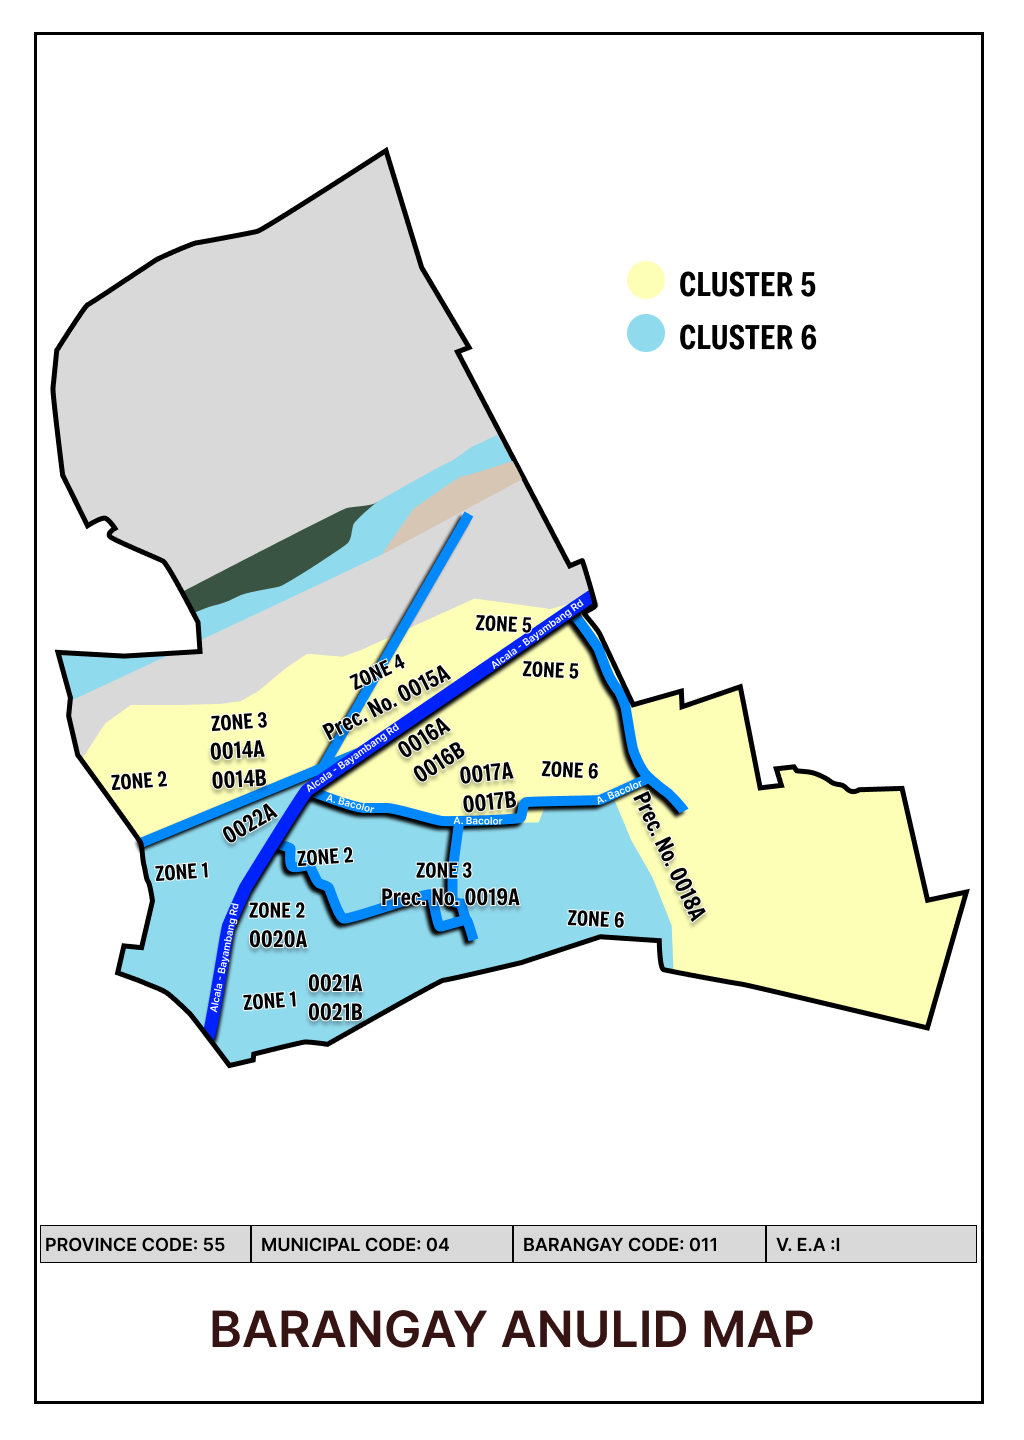 CLUSTER 5
CLUSTER 6
ZONE 5
Alcala - Bayambang Rd
ZONE 4
ZONE 5
Prec. No. 0015A
ZONE 3
0014A
0014B
Alcala - Bayambang Rd
0016A
0016B
ZONE 2
0017A
0017B
ZONE 6
A. Bacolor
A. Bacolor
A. Bacolor
Prec. No. 0018A
0022A
ZONE 1
ZONE 2
ZONE 3
Prec. No. 0019A
ZONE 2
0020A
ZONE 6
Alcala - Bayambang Rd
ZONE 1
0021A
0021B
PROVINCE CODE: 55
MUNICIPAL CODE: 04
BARANGAY CODE: 011
V. E.A :I
BARANGAY ANULID MAP